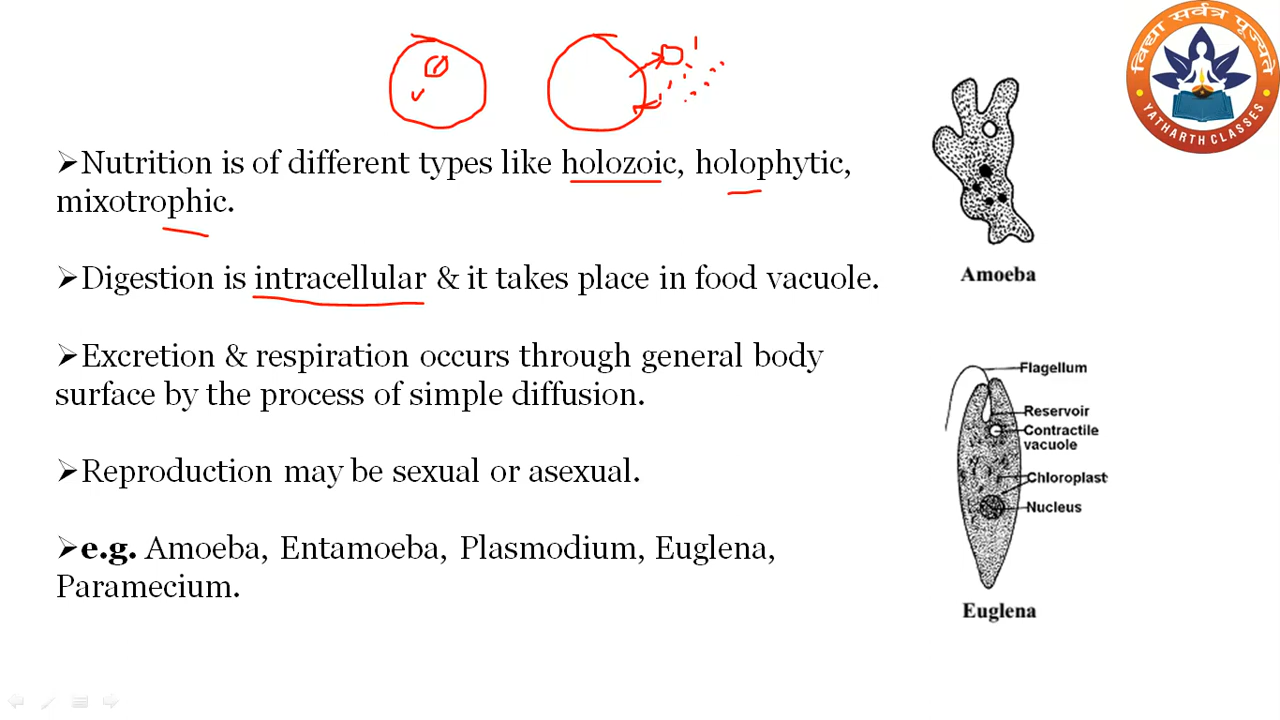 विद्या सर्वत्र पूज्यते
YATHARTH CLASSES
➢Nutrition is of different types like holozoic, holophytic,
mixotrophic.
➢Digestion is intracellular & it takes place in food vacuole.
➢Excretion & respiration occurs through general body
surface by the process of simple diffusion.
➢Reproduction may be sexual or asexual.
➢e.g. Amoeba, Entamoeba, Plasmodium, Euglena,
Paramecium.
Amoeba
Flagellum
Reservoir
Contractile
vacuole
Chloroplast
Nucleus
Euglena